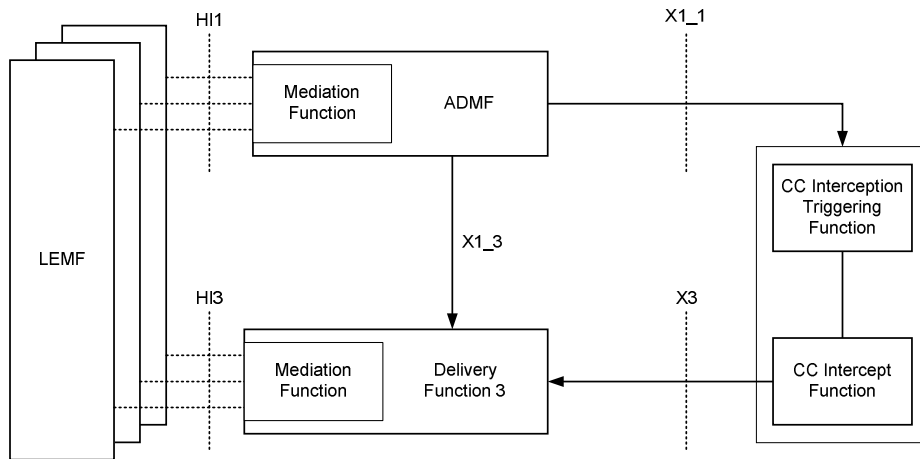 HI1
X1_1
Mediation
Function
ADMF
CC Interception
Triggering
Function
LEMF
X1_3
HI3
X3
Mediation
Function
Delivery
Function 3
CC Intercept
Function